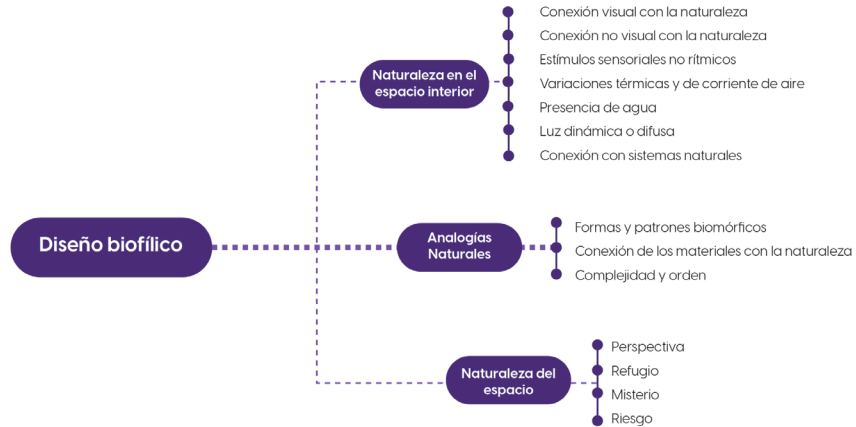 Diseño biofílico
Naturaleza en el
espacio interior
Conexión visual con la naturaleza
Conexión no visual con la naturaleza
Estímulos sensoriales no rítmicos
Variaciones térmicas y de corriente de aire
Presencia de agua
Luz dinámica o difusa
Conexión con sistemas naturales
Analogías
Naturales
Formas y patrones biomórficos
Conexión de los materiales con la naturaleza
Complejidad y orden
Naturaleza del
espacio
Perspectiva
Refugio
Misterio
Riesgo